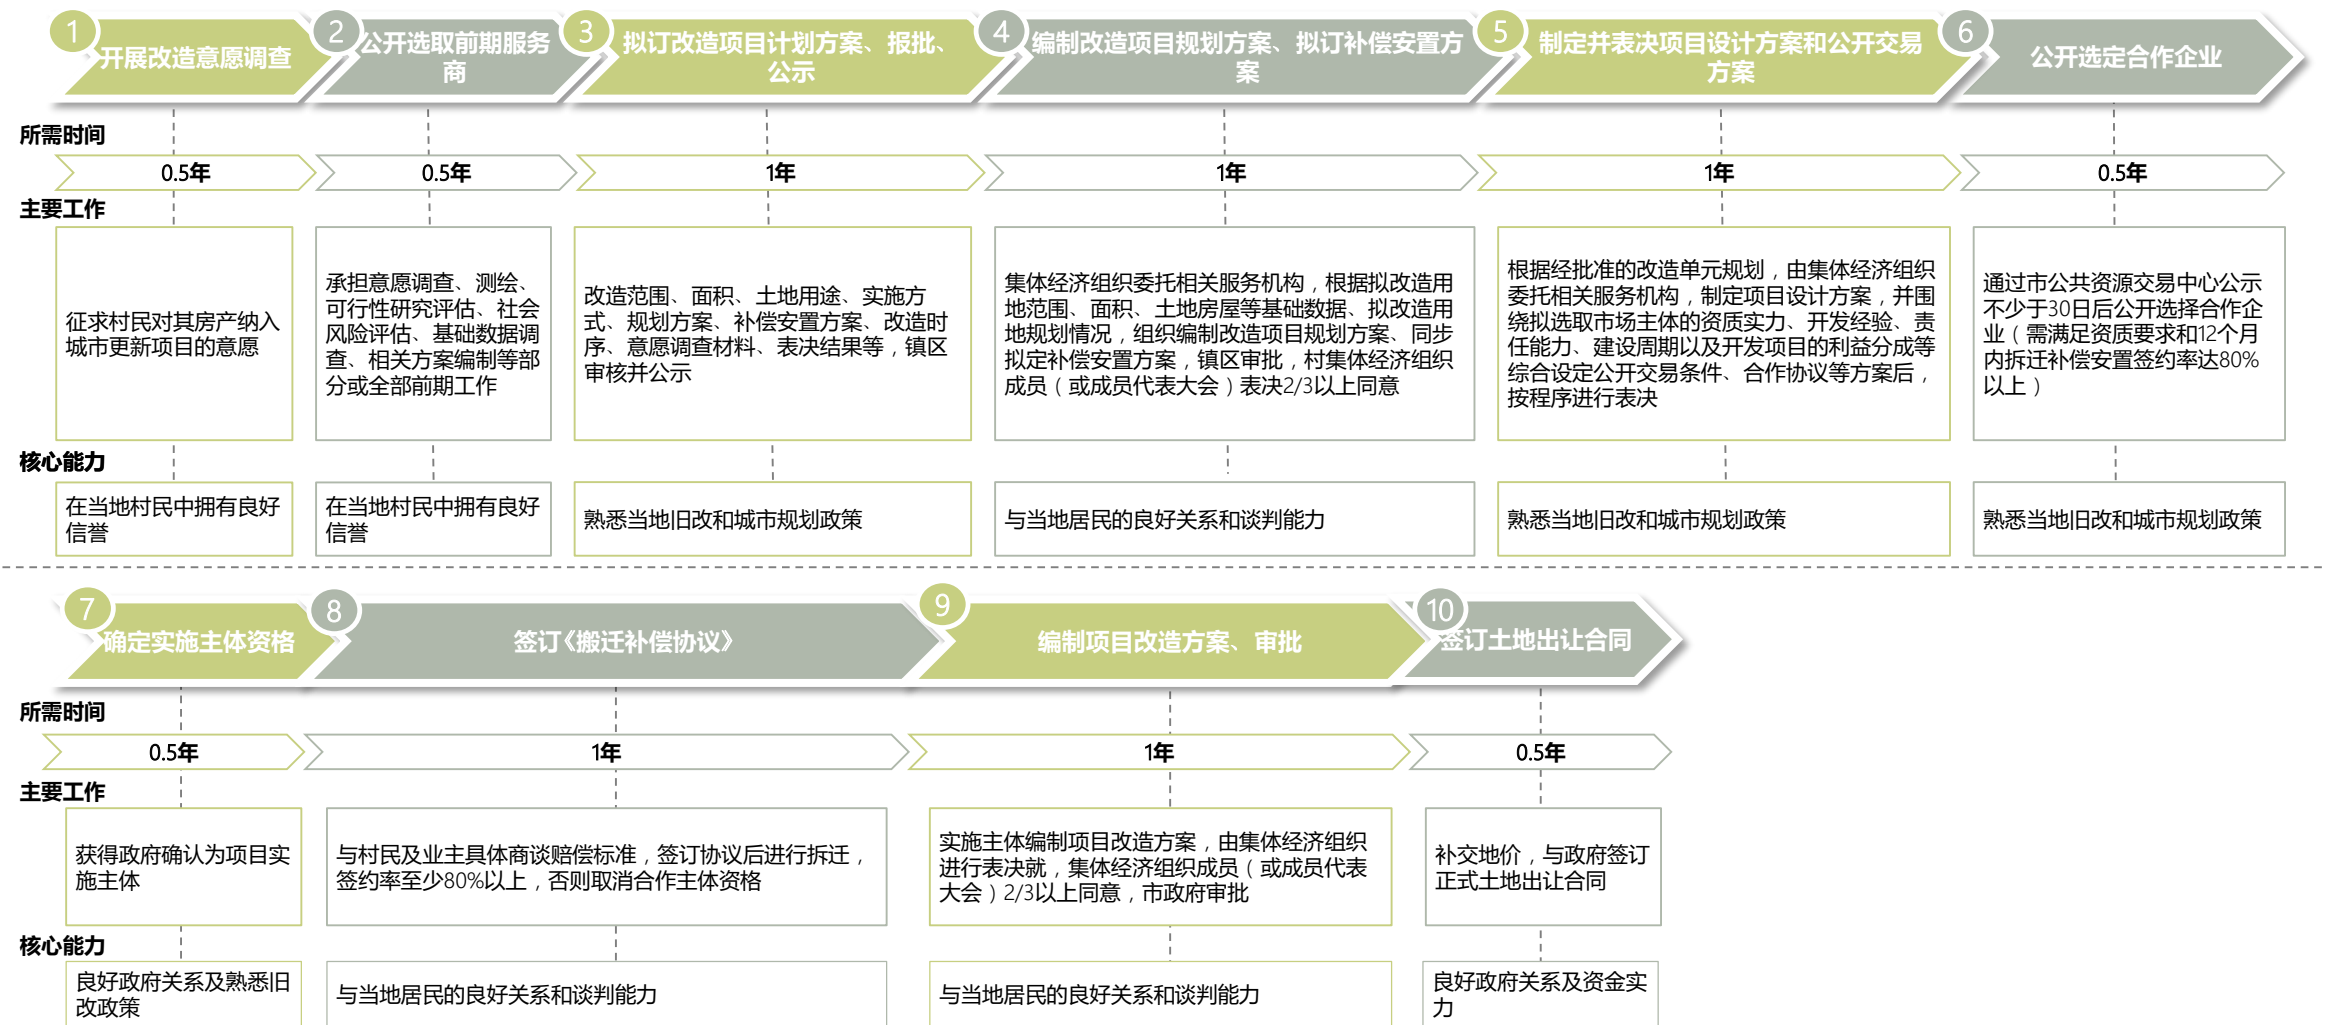 1
开展改造意愿调查
2
公开选取前期服务
商
3
拟订改造项目计划方案、报批、
公示
4
编制改造项目规划方案、拟订补偿安置方
案
5
制定并表决项目设计方案和公开交易
方案
6
公开选定合作企业
所需时间
0.5年
0.5年
1年
1年
1年
0.5年
主要工作
征求村民对其房产纳入
城市更新项目的意愿
承担意愿调查、测绘、
可行性研究评估、社会
风险评估、基础数据调
查、相关方案编制等部
分或全部前期工作
改造范围、面积、土地用途、实施方
式、规划方案、补偿安置方案、改造时
序、意愿调查材料、表决结果等，镇区
审核并公示
集体经济组织委托相关服务机构，根据拟改造用
地范围、面积、土地房屋等基础数据、拟改造用
地规划情况，组织编制改造项目规划方案、同步
拟定补偿安置方案，镇区审批，村集体经济组织
成员（或成员代表大会）表决2/3以上同意
根据经批准的改造单元规划，由集体经济组织
委托相关服务机构，制定项目设计方案，并围
绕拟选取市场主体的资质实力、开发经验、责
任能力、建设周期以及开发项目的利益分成等
综合设定公开交易条件、合作协议等方案后，
按程序进行表决
通过市公共资源交易中心公示
不少于30日后公开选择合作企
业（需满足资质要求和12个月
内拆迁补偿安置签约率达80%
以上）
核心能力
在当地村民中拥有良好
信誉
在当地村民中拥有良好
信誉
熟悉当地旧改和城市规划政策
与当地居民的良好关系和谈判能力
熟悉当地旧改和城市规划政策
熟悉当地旧改和城市规划政策
7
确定实施主体资格
8
签订《搬迁补偿协议》
9
编制项目改造方案、审批
10
签订土地出让合同
所需时间
0.5年
1年
1年
0.5年
主要工作
获得政府确认为项目实
施主体
与村民及业主具体商谈赔偿标准，签订协议后进行拆迁，
签约率至少80%以上，否则取消合作主体资格
实施主体编制项目改造方案，由集体经济组织
进行表决就，集体经济组织成员（或成员代表
大会）2/3以上同意，市政府审批
补交地价，与政府签订
正式土地出让合同
核心能力
良好政府关系及熟悉旧
改政策
与当地居民的良好关系和谈判能力
与当地居民的良好关系和谈判能力
良好政府关系及资金实
力